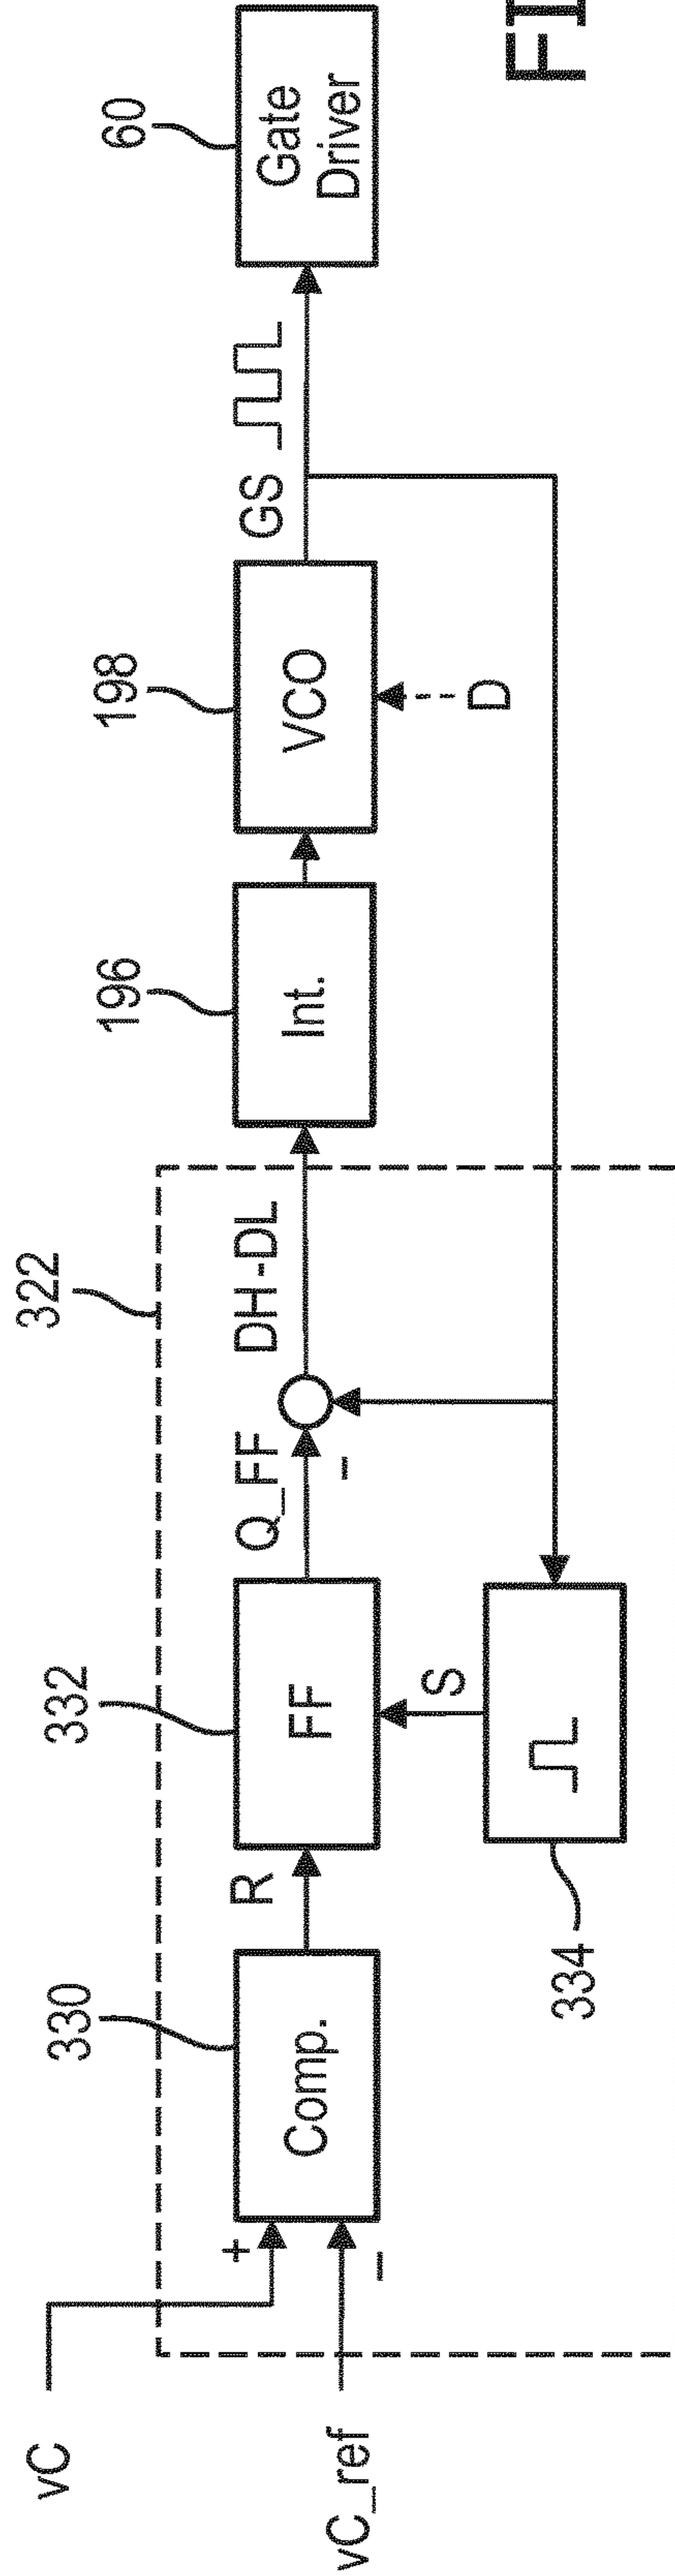 322
330
332
196
198
60
vC
+
Comp.
R
FF
Q_FF
DH-DL
Int.
VCO
GS
Gate
Driver
vC_ref
-
-
S
D
334
FI